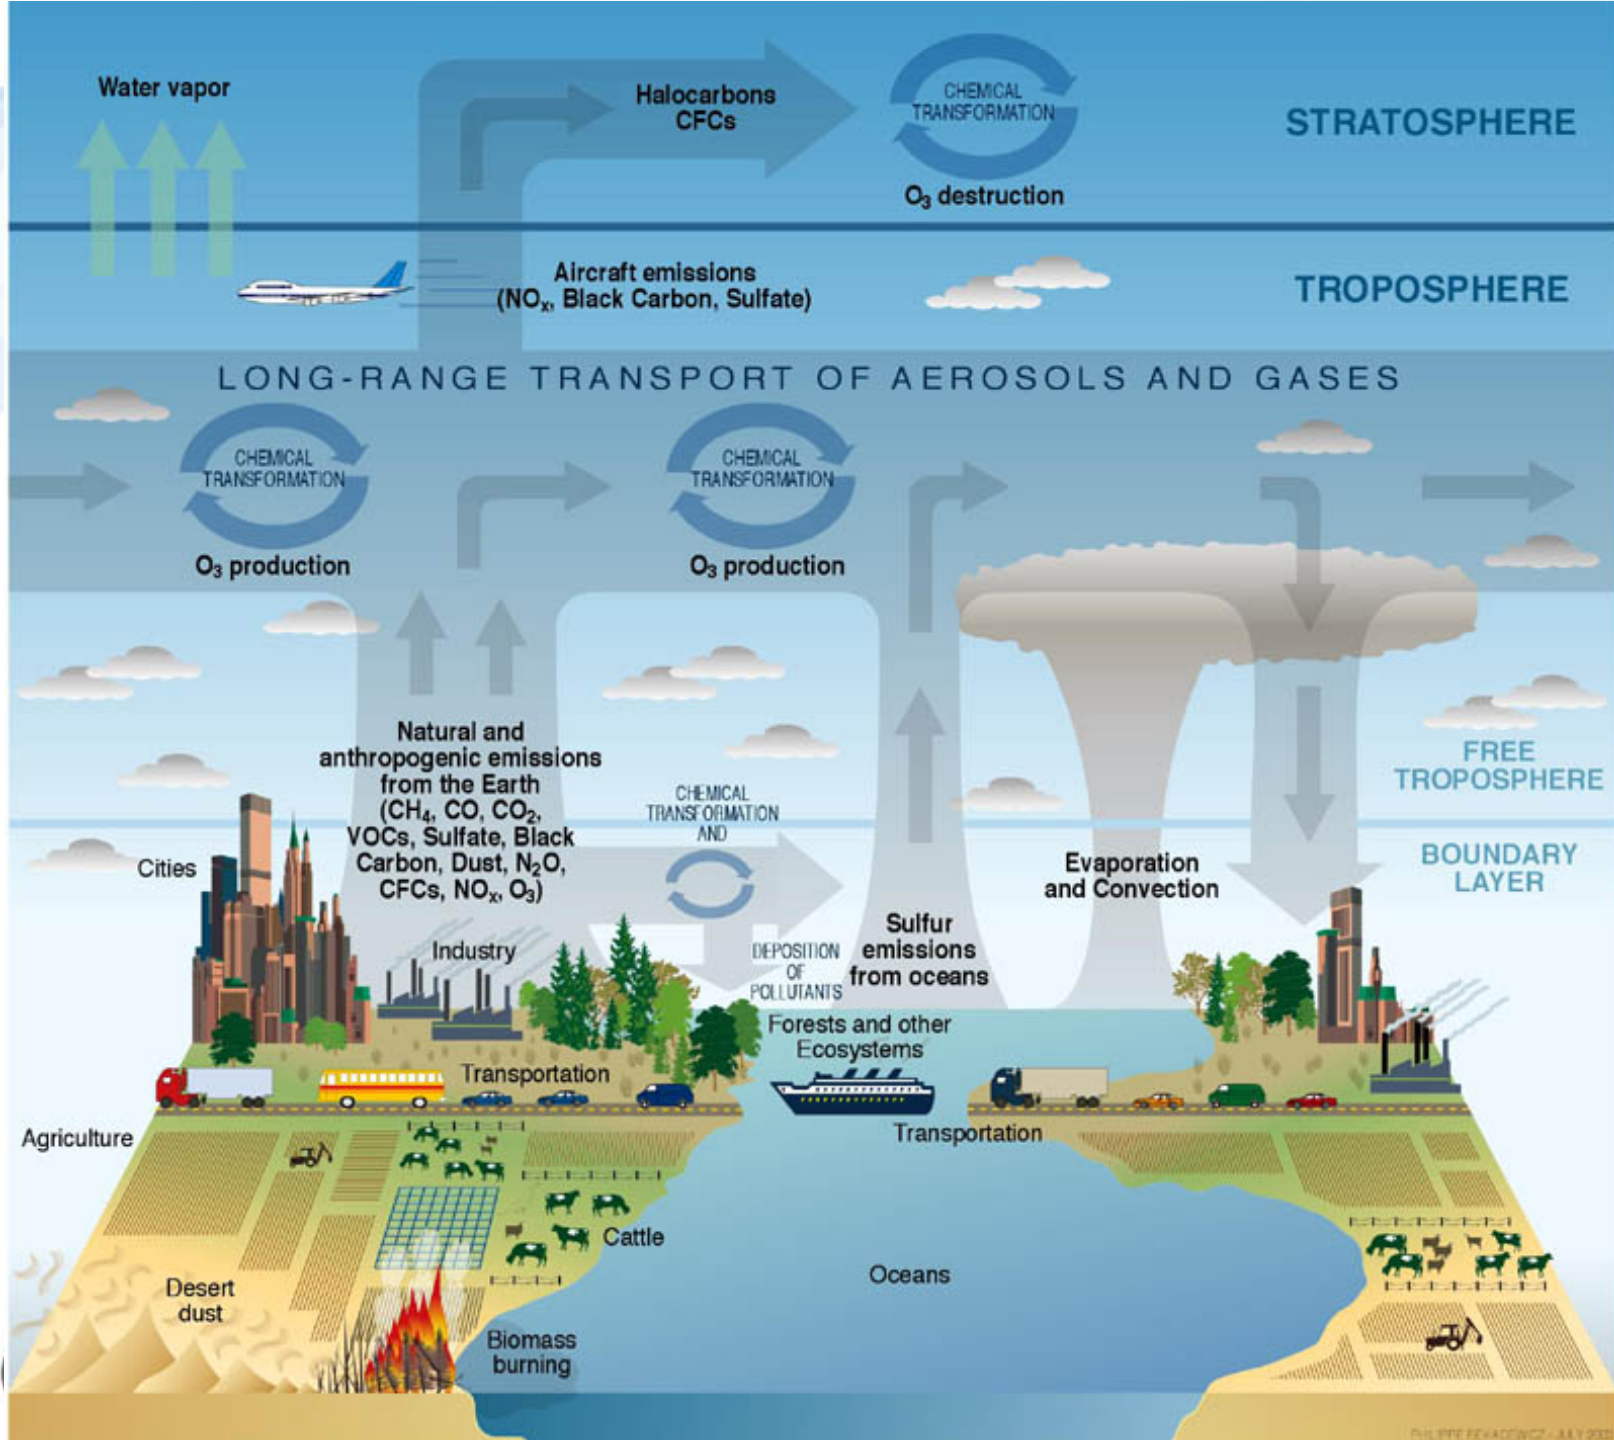 Water vapor
Halocarbons
CFCs
CHEMICAL
TRANSFORMATION
O₃ destruction
STRATOSPHERE
Aircraft emissions
(NOₓ, Black Carbon, Sulfate)
TROPOSPHERE
LONG-RANGE TRANSPORT OF AEROSOLS AND GASES
CHEMICAL
TRANSFORMATION
O₃ production
CHEMICAL
TRANSFORMATION
O₃ production
Natural and
anthropogenic emissions
from the Earth
(CH₄, CO, CO₂,
VOCs, Sulfate, Black
Carbon, Dust, N₂O,
CFCs, NOₓ, O₃)
CHEMICAL
TRANSFORMATION
AND
DEPOSITION
OF
POLLUTANTS
FREE
TROPOSPHERE
BOUNDARY
LAYER
Evaporation
and Convection
Sulfur
emissions
from oceans
Cities
Industry
Forests and other
Ecosystems
Transportation
Transportation
Agriculture
Cattle
Oceans
Desert
dust
Biomass
burning